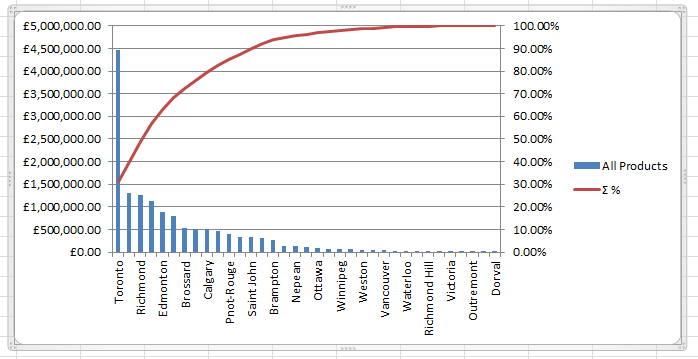 £5,000,000.00
£4,500,000.00
£4,000,000.00
£3,500,000.00
£3,000,000.00
£2,500,000.00
£2,000,000.00
£1,500,000.00
£1,000,000.00
£500,000.00
£0.00
100.00%
90.00%
80.00%
70.00%
60.00%
50.00%
40.00%
30.00%
20.00%
10.00%
0.00%
Toronto
Richmond
Edmonton
Brossard
Calgary
Pnot-Rouge
Saint John
Brampton
Nepean
Ottawa
Winnipeg
Weston
Vancouver
Waterloo
Richmond Hill
Victoria
Outremont
Dorval
All Products
Σ %